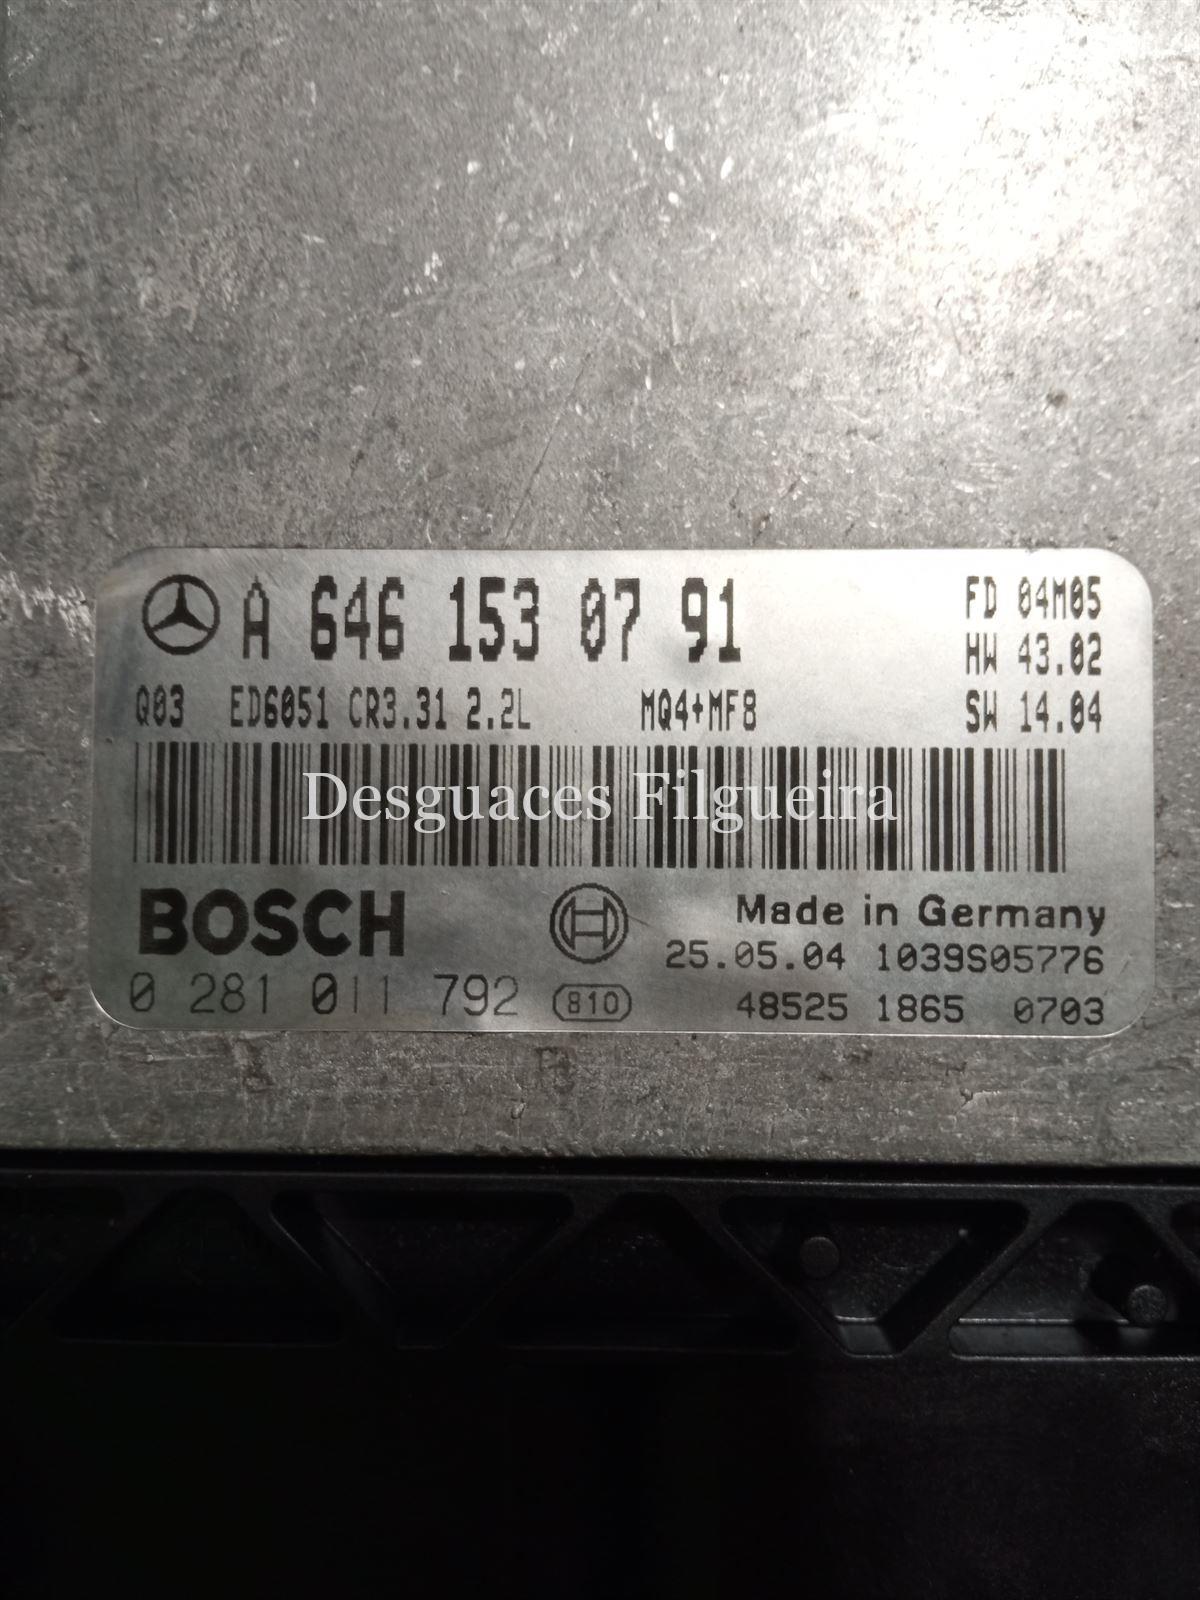 A 646 153 07 91
FD 04M05
HW 43.02
Q03 ED6051 CR3.31 2.2L MQ4+MF8 SW 14.04
Desguaces Filgueira
BOSCH
Made in Germany
25.05.04 1039S05776
0 281 011 792 810 48525 1865 0703